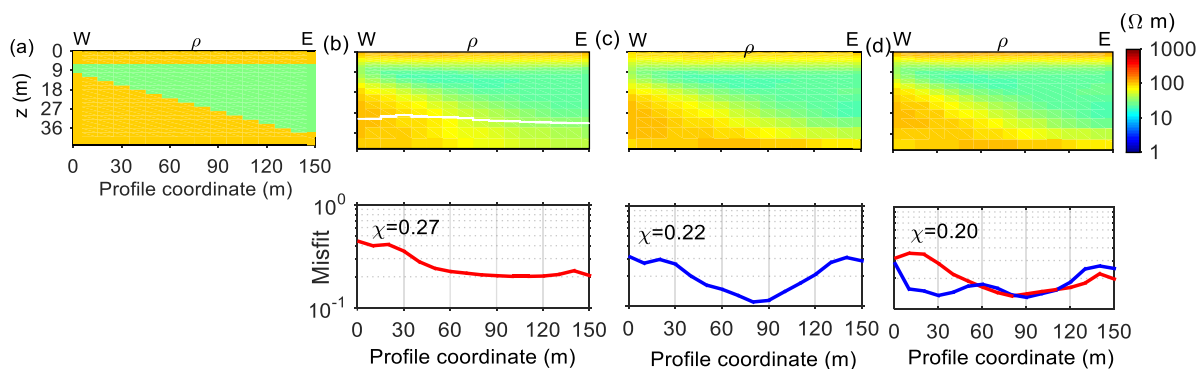 (Ω m)
(a) W ρ E (b) W ρ E (c) ρ (d) W ρ E
0
9
18
27
36
z (m)
0 30 60 90 120 150
Profile coordinate (m)
1000
100
10
1
10⁰
10⁻¹
Misfit
χ=0.27
χ=0.22
χ=0.20
0 30 60 90 120 150 0 30 60 90 120 150 0 30 60 90 120 150
Profile coordinate (m) Profile coordinate (m) Profile coordinate (m)